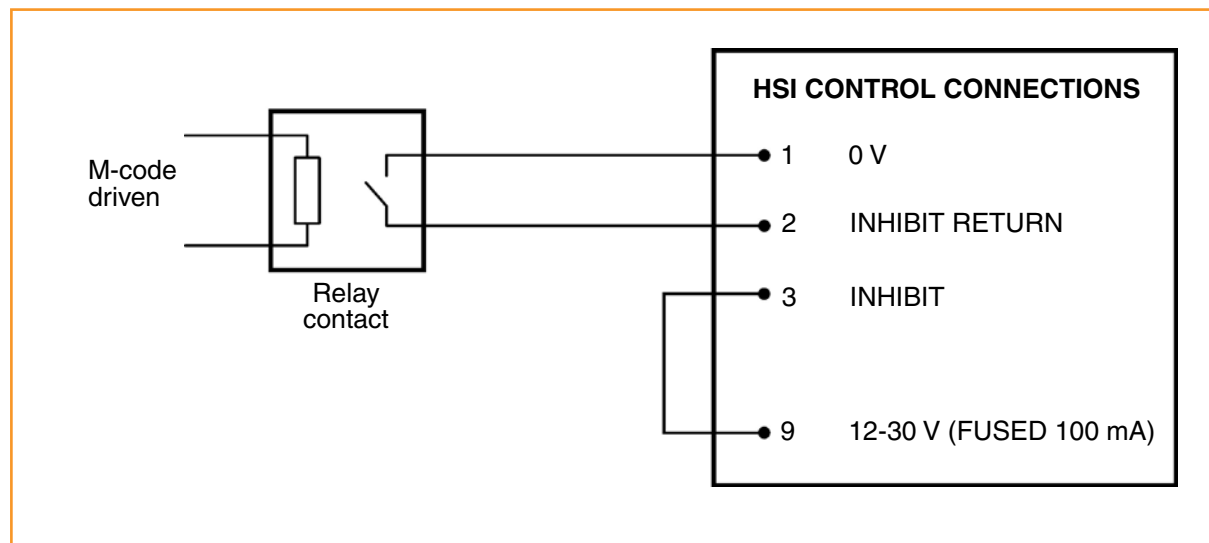 HSI CONTROL CONNECTIONS
M-code
driven
Relay
contact
1 0 V
2 INHIBIT RETURN
3 INHIBIT
9 12-30 V (FUSED 100 mA)